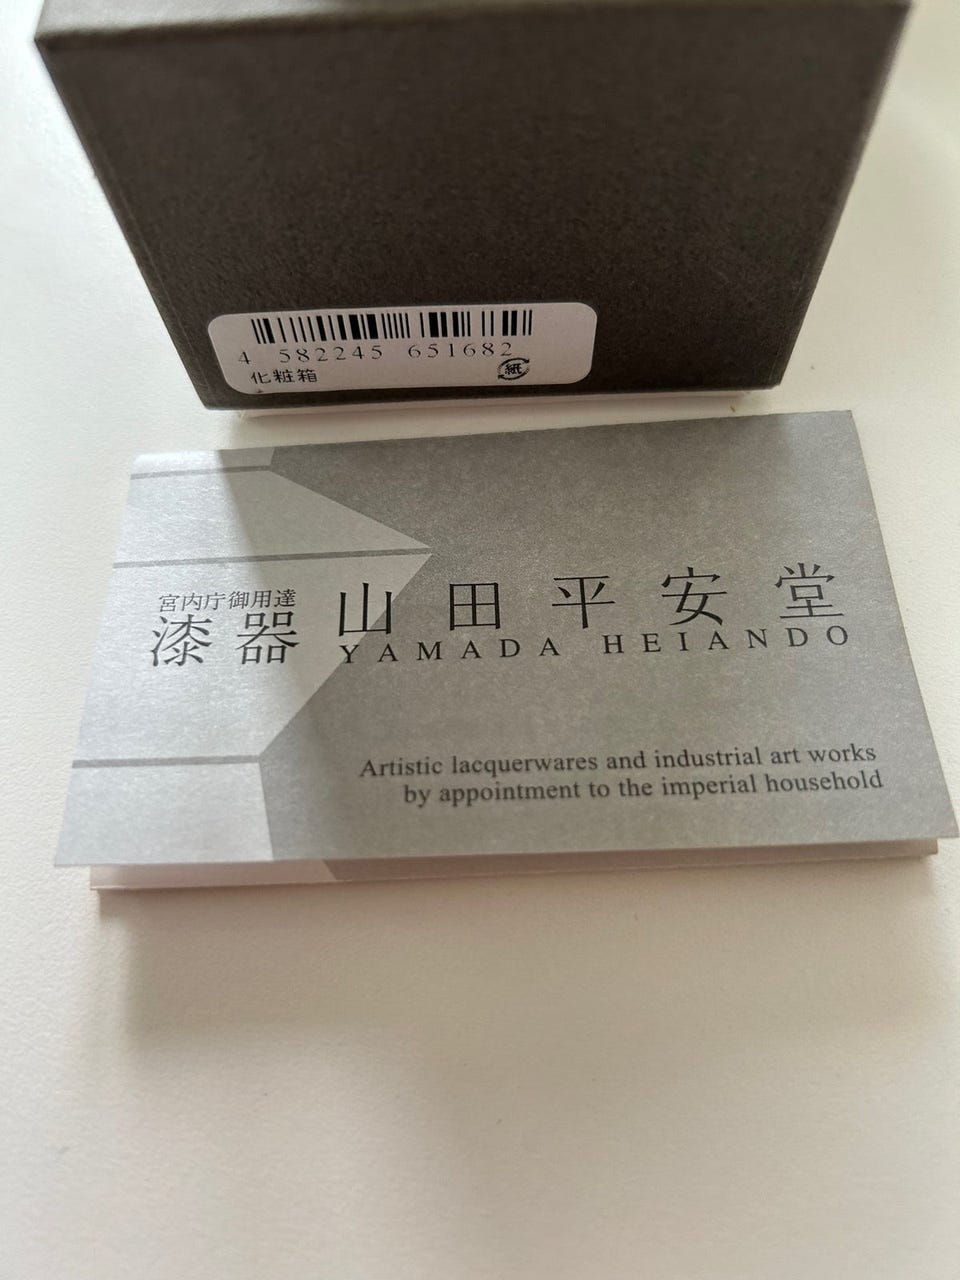 4 582245 651682
化粧箱
紙
宮内庁御用達
漆器 山田平安堂
YAMADA HEIANDO
Artistic lacquerwares and industrial art works
by appointment to the imperial household